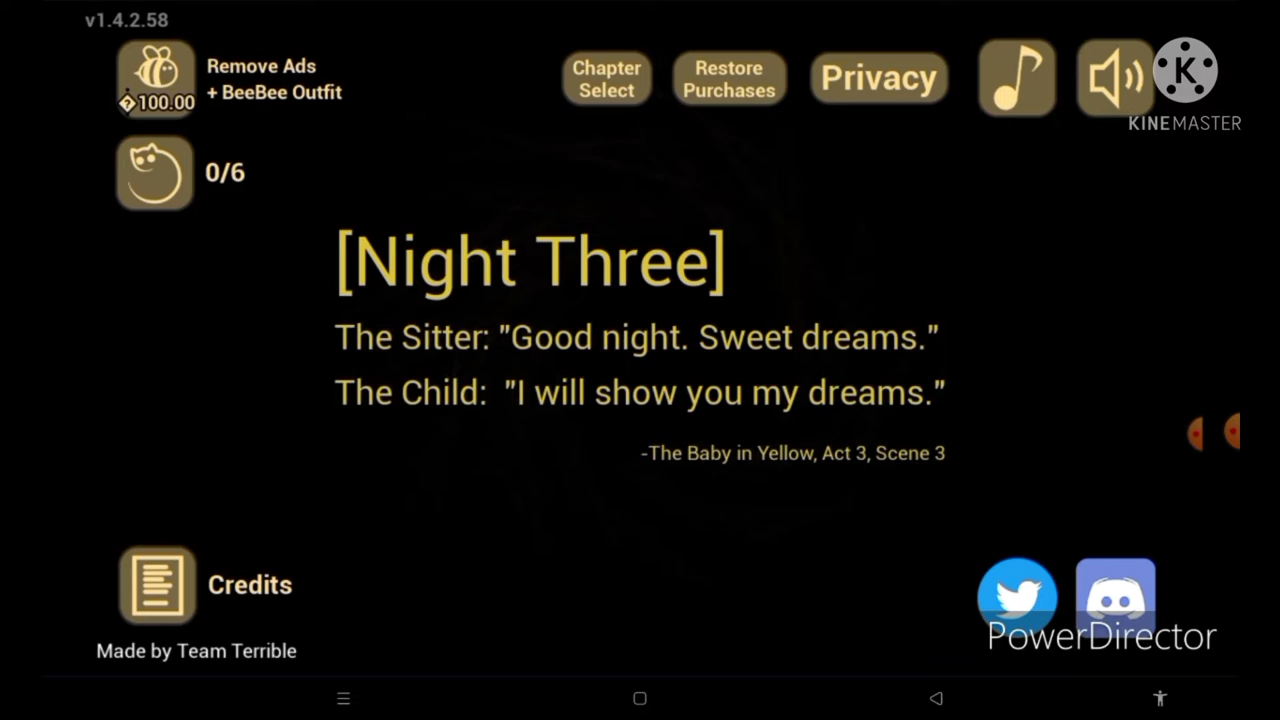 v1.4.2.58
Remove Ads
+ BeeBee Outfit
100.00
Chapter
Select
Restore
Purchases
Privacy
K
KINEMASTER
0/6
[Night Three]
The Sitter: "Good night. Sweet dreams."
The Child: "I will show you my dreams."
-The Baby in Yellow, Act 3, Scene 3
Credits
Made by Team Terrible
PowerDirector